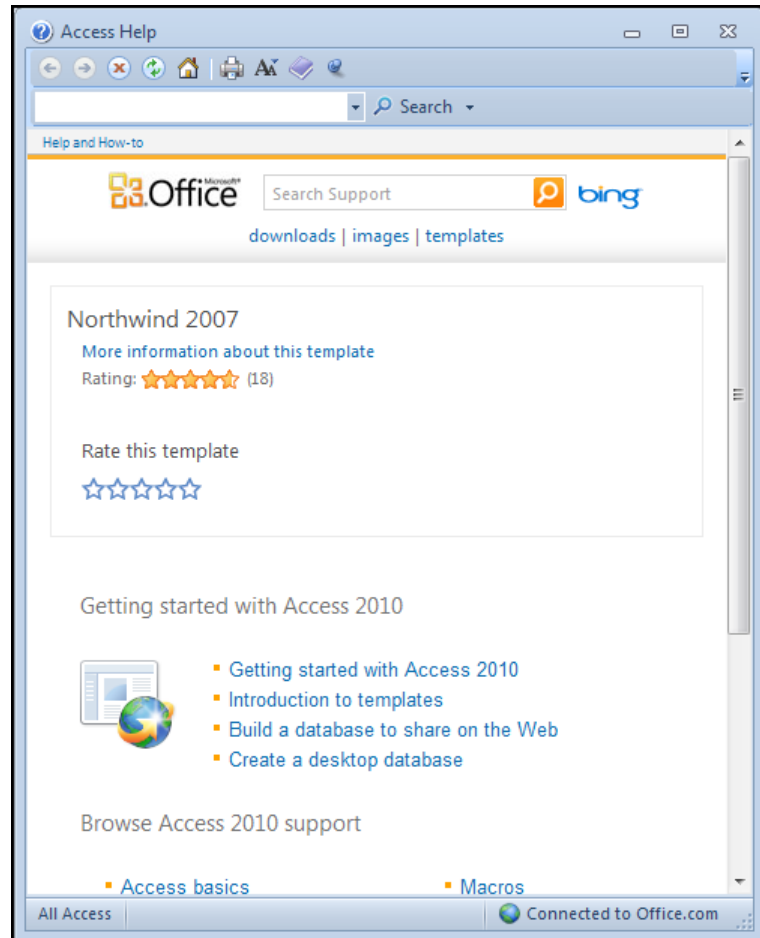 Access Help
Search
Help and How-to
Microsoft®
Office
Search Support
bing
downloads | images | templates
Northwind 2007
More information about this template
Rating: (18)
Rate this template
Getting started with Access 2010
Getting started with Access 2010
Introduction to templates
Build a database to share on the Web
Create a desktop database
Browse Access 2010 support
Access basics
Macros
All Access
Connected to Office.com